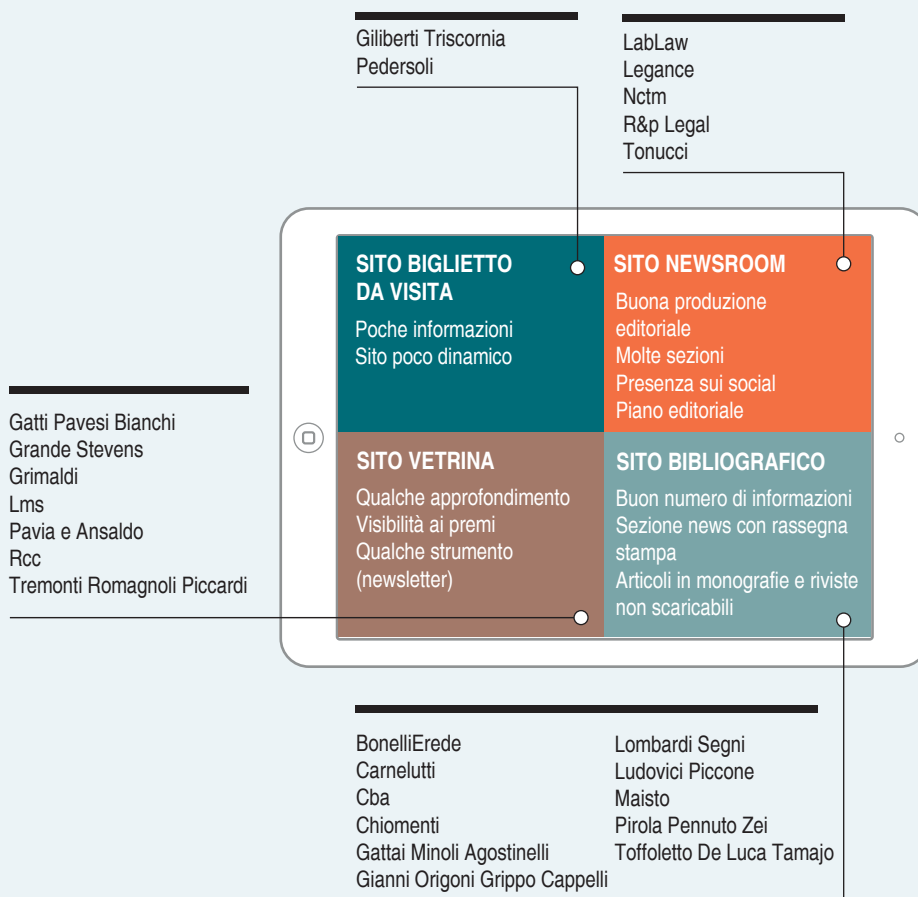 Giliberti Triscornia
Pedersoli
LabLaw
Legance
Nctm
R&p Legal
Tonucci
SITO BIGLIETTO
DA VISITA
Poche informazioni
Sito poco dinamico
SITO NEWSROOM
Buona produzione
editoriale
Molte sezioni
Presenza sui social
Piano editoriale
Gatti Pavesi Bianchi
Grande Stevens
Grimaldi
Lms
Pavia e Ansaldo
Rcc
Tremonti Romagnoli Piccardi
SITO VETRINA
Qualche approfondimento
Visibilità ai premi
Qualche strumento
(newsletter)
SITO BIBLIOGRAFICO
Buon numero di informazioni
Sezione news con rassegna
stampa
Articoli in monografie e riviste
non scaricabili
BonelliErede
Carnelutti
Cba
Chiomenti
Gattai Minoli Agostinelli
Gianni Origoni Grippo Cappelli
Lombardi Segni
Ludovici Piccone
Maisto
Pirola Pennuto Zei
Toffoletto De Luca Tamajo